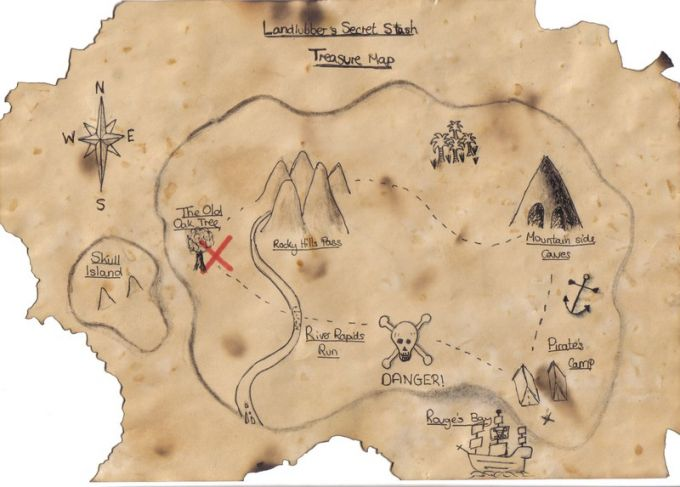 Landlubber's Secret Stash
Treasure Map
N
W E
S
The Old
Oak Tree
Rocky Hills Pass
Mountain side
Caves
Skull
Island
River Rapids
Run
DANGER!
Pirate's
Camp
Rouge's Bay